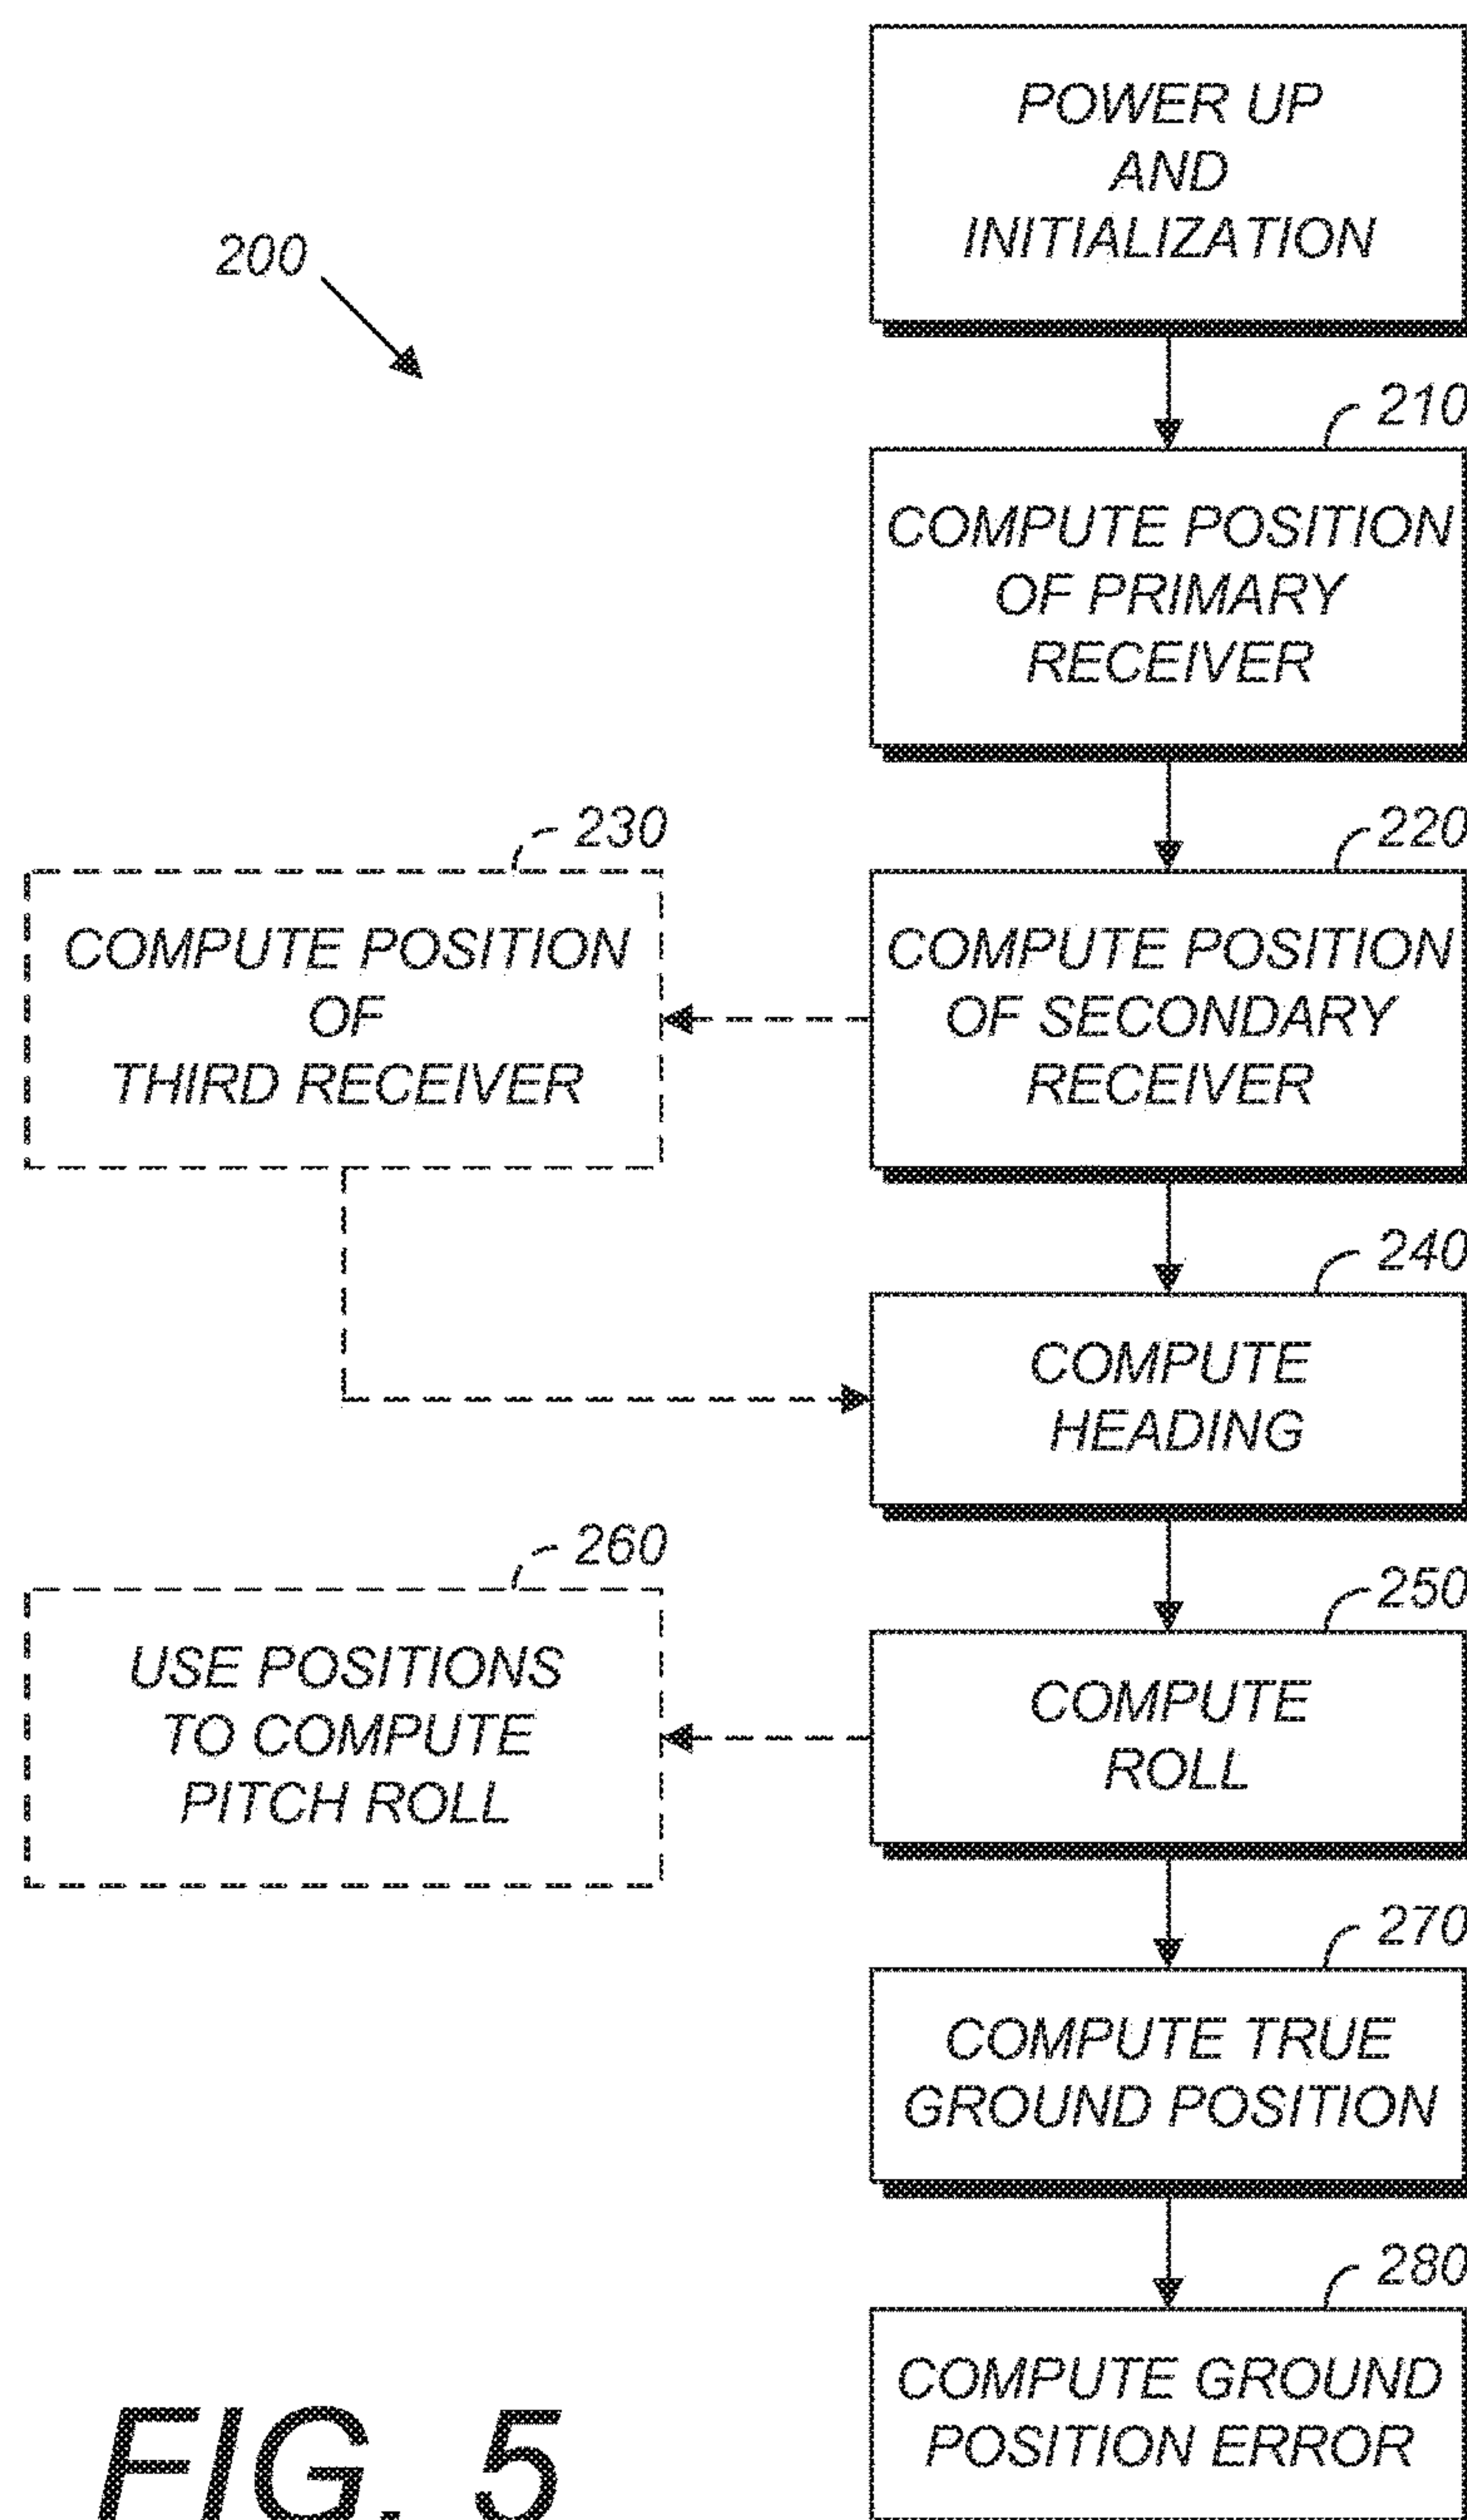 POWER UP
AND
INITIALIZATION
200
210
COMPUTE POSITION
OF PRIMARY
RECEIVER
230
COMPUTE POSITION
OF
THIRD RECEIVER
220
COMPUTE POSITION
OF SECONDARY
RECEIVER
240
COMPUTE
HEADING
260
USE POSITIONS
TO COMPUTE
PITCH ROLL
250
COMPUTE
ROLL
270
COMPUTE TRUE
GROUND POSITION
280
COMPUTE GROUND
POSITION ERROR
FIG. 5